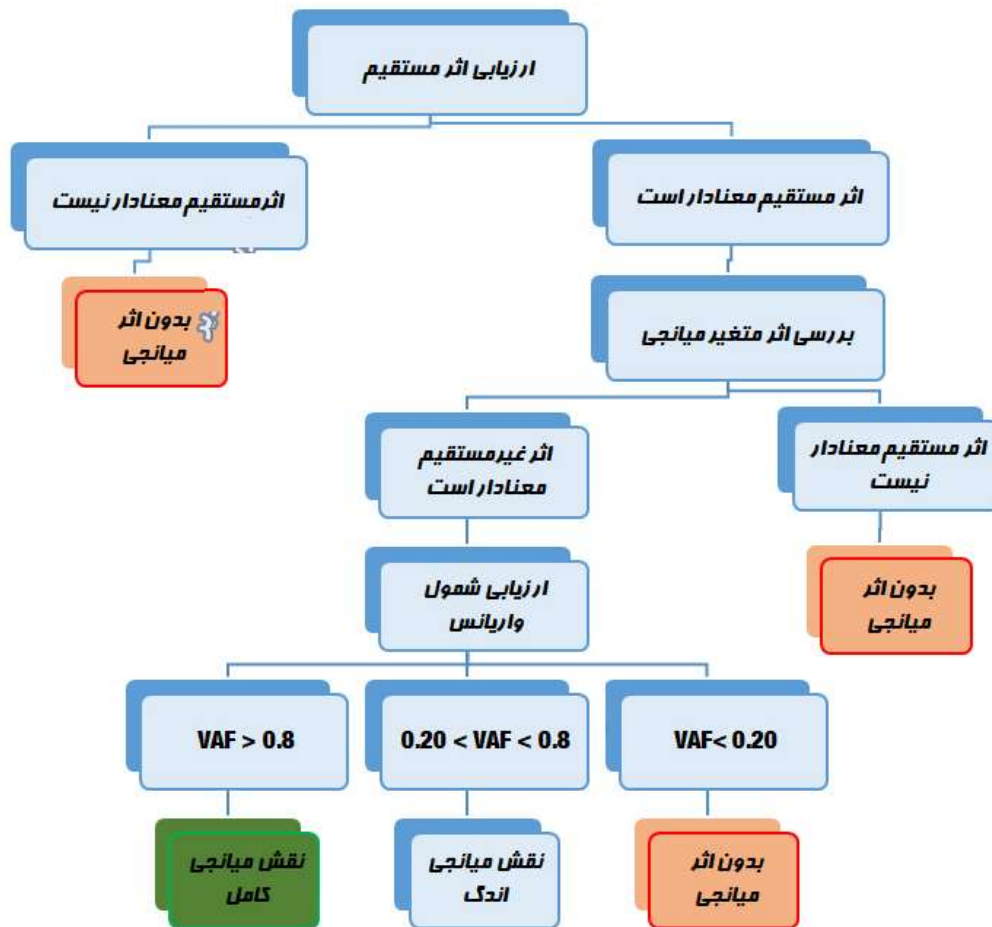 ارزیابی اثر مستقیم
اثر مستقیم معنادار است
اثرمستقیم معنادار نیست
بررسی اثر متغیر میانجی
بدون اثر
میانجی
اثر مستقیم معنادار
نیست
اثر غیرمستقیم
معنادار است
بدون اثر
میانجی
ارزیابی شمول
واریانس
VAF< 0.20
0.20 < VAF < 0.8
VAF > 0.8
بدون اثر
میانجی
نقش میانجی
اندگ
نقش میانجی
کامل